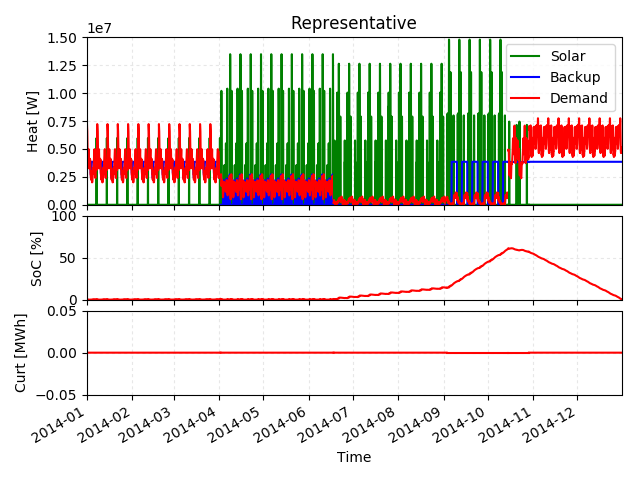 Representative
1e7
1.50
1.25
1.00
0.75
0.50
0.25
0.00
Heat [W]
Solar
Backup
Demand
100
50
0
SoC [%]
0.05
0.00
−0.05
Curt [MWh]
2014-01
2014-02
2014-03
2014-04
2014-05
2014-06
2014-07
2014-08
2014-09
2014-10
2014-11
2014-12
Time